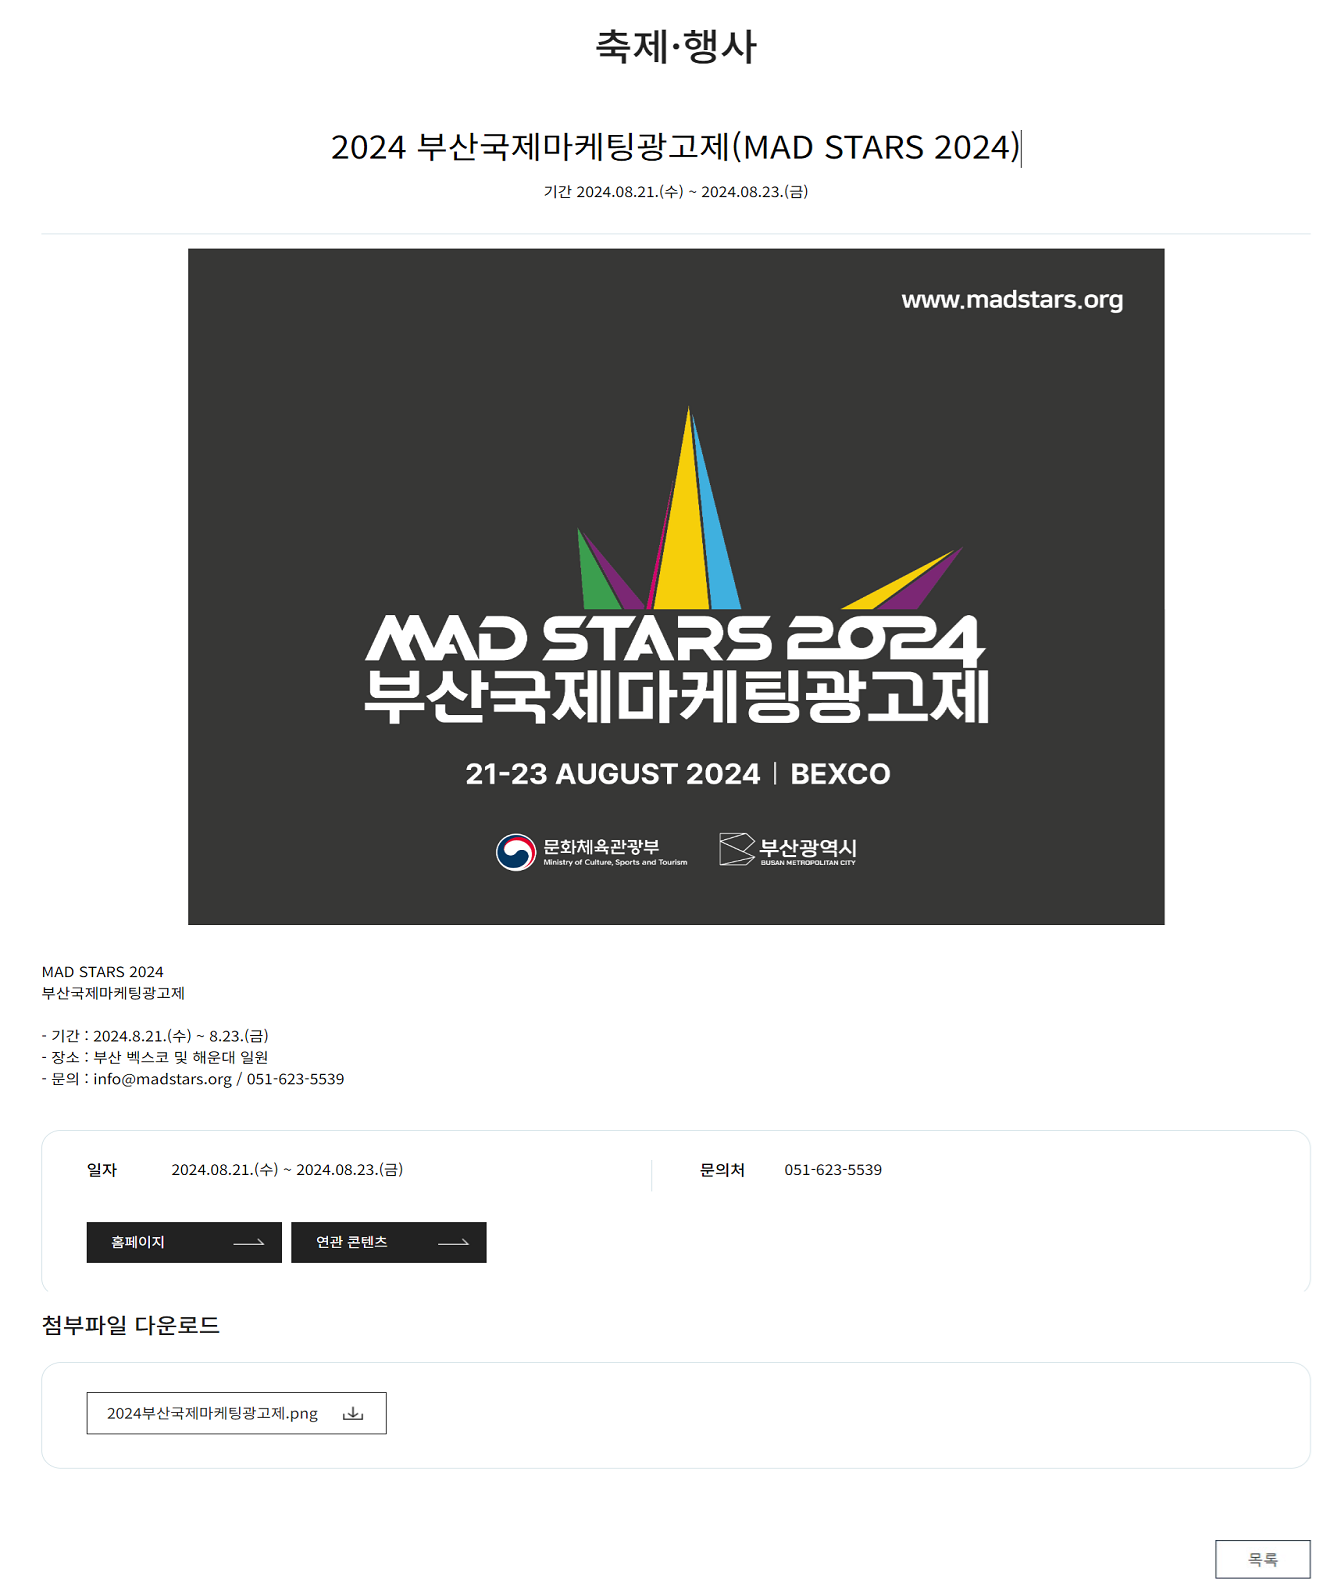 축제·행사
2024 부산국제마케팅광고제(MAD STARS 2024)
기간 2024.08.21.(수) ~ 2024.08.23.(금)
www.madstars.org
MAD STARS 2024
부산국제마케팅광고제
21-23 AUGUST 2024 | BEXCO
문화체육관광부
Ministry of Culture, Sports and Tourism
부산광역시
BUSAN METROPOLITAN CITY
MAD STARS 2024
부산국제마케팅광고제
- 기간 : 2024.8.21.(수) ~ 8.23.(금)
- 장소 : 부산 벡스코 및 해운대 일원
- 문의 : info@madstars.org / 051-623-5539
일자 2024.08.21.(수) ~ 2024.08.23.(금)
문의처 051-623-5539
홈페이지
연관 콘텐츠
첨부파일 다운로드
2024부산국제마케팅광고제.png
목록